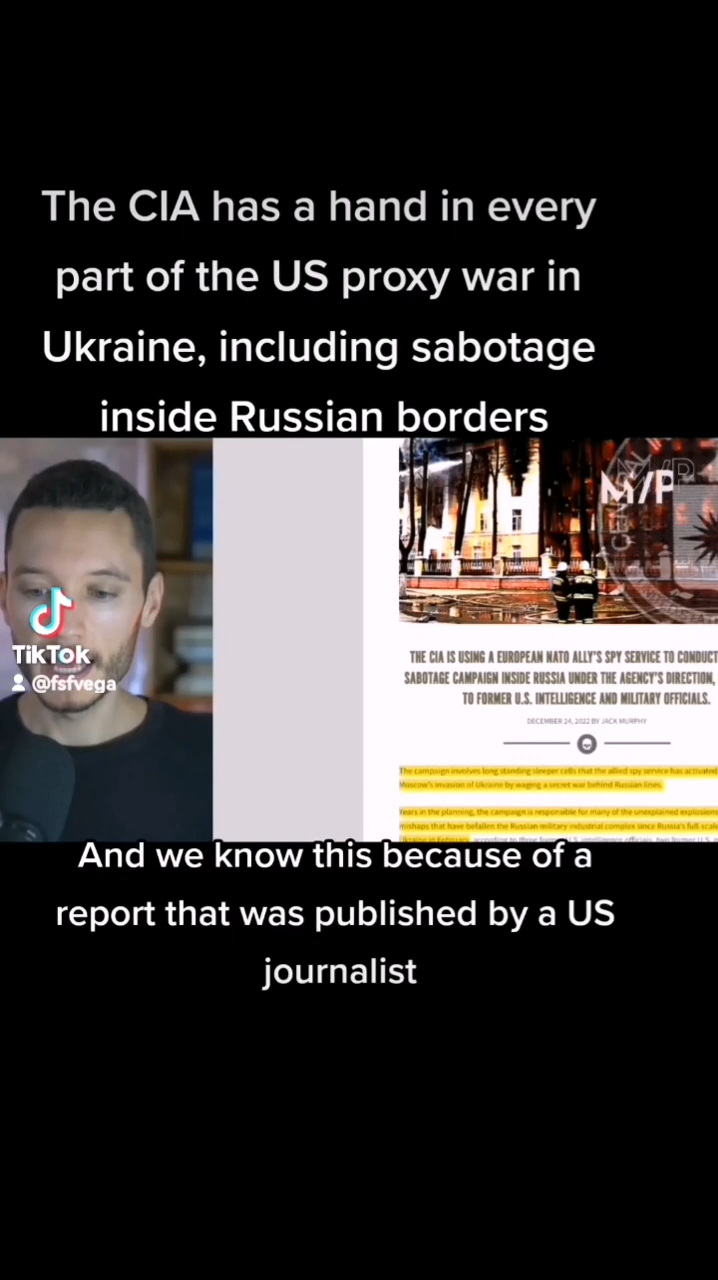 The CIA has a hand in every
part of the US proxy war in
Ukraine, including sabotage
inside Russian borders
TikTok
@fsfvega
THE CIA IS USING A EUROPEAN NATO ALLY'S SPY SERVICE TO CONDUCT
SABOTAGE CAMPAIGN INSIDE RUSSIA UNDER THE AGENCY'S DIRECTION,
TO FORMER U.S. INTELLIGENCE AND MILITARY OFFICIALS.
DECEMBER 24, 2022 BY JACK MURPHY
The campaign involves long standing sleeper cells that the allied spy service has activated
Moscow's invasion of Ukraine by waging a secret war behind Russian lines.
Years in the planning, the campaign is responsible for many of the unexplained explosions
mishaps that have befallen the Russian military industrial complex since Russia's full-scale
And we know this because of a
report that was published by a US
journalist